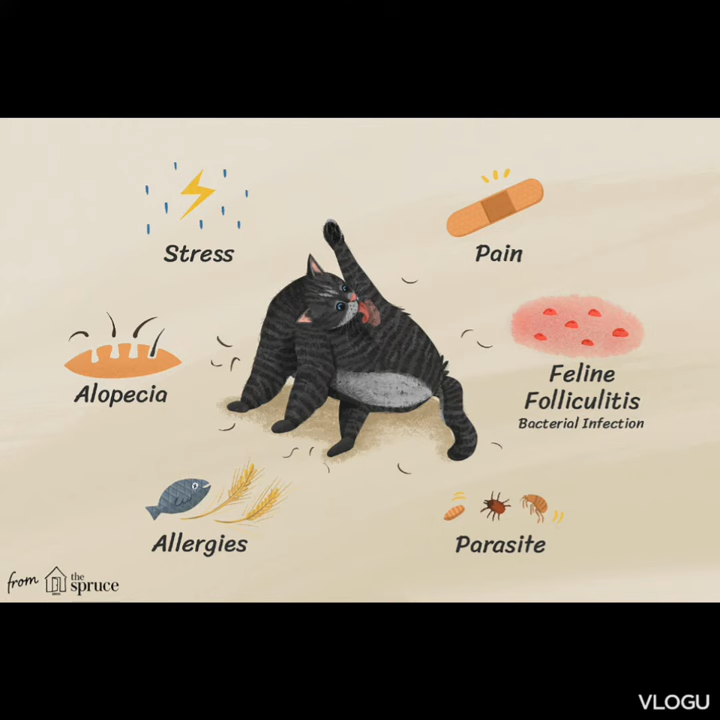 Stress
Pain
Alopecia
Feline
Folliculitis
Bacterial Infection
Allergies
Parasite
from the spruce
VLOGU